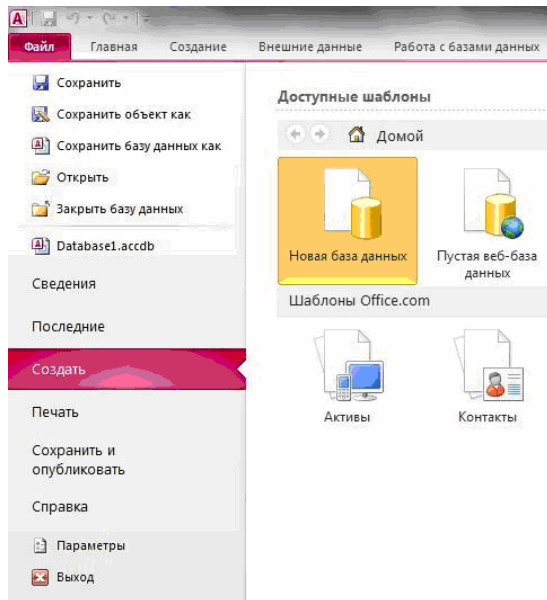 Файл Главная Создание Внешние данные Работа с базами данных
Сохранить
Сохранить объект как
Сохранить базу данных как
Открыть
Закрыть базу данных
Database1.accdb
Сведения
Последние
Создать
Печать
Сохранить и
опубликовать
Справка
Параметры
Выход
Доступные шаблоны
Домой
Новая база данных
Пустая веб-база
данных
Шаблоны Office.com
Активы
Контакты